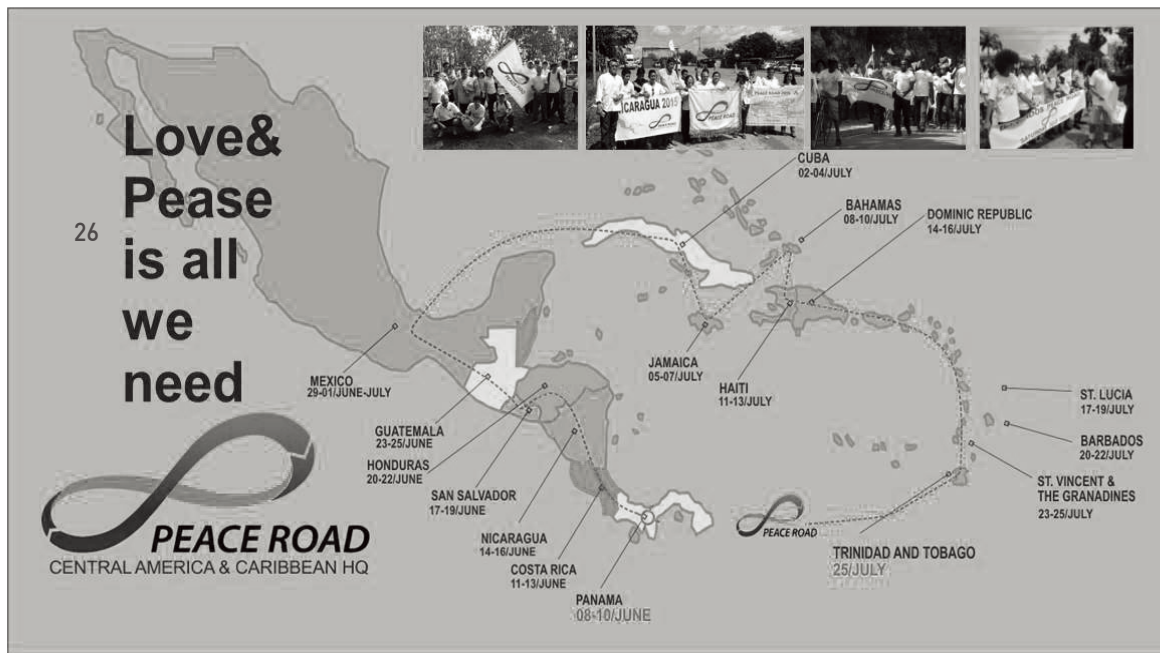 26
Love&
Pease
is all
we
need
PEACE ROAD
CENTRAL AMERICA & CARIBBEAN HQ
NICARAGUA 2015
PEACE ROAD
CUBA
02-04/JULY
BAHAMAS
08-10/JULY
DOMINIC REPUBLIC
14-16/JULY
JAMAICA
05-07/JULY
HAITI
11-13/JULY
MEXICO
29-01/JUNE-JULY
GUATEMALA
23-25/JUNE
HONDURAS
20-22/JUNE
SAN SALVADOR
17-19/JUNE
NICARAGUA
14-16/JUNE
COSTA RICA
11-13/JUNE
PANAMA
08-10/JUNE
ST. LUCIA
17-19/JULY
BARBADOS
20-22/JULY
ST. VINCENT &
THE GRANADINES
23-25/JULY
PEACE ROAD
TRINIDAD AND TOBAGO
25/JULY